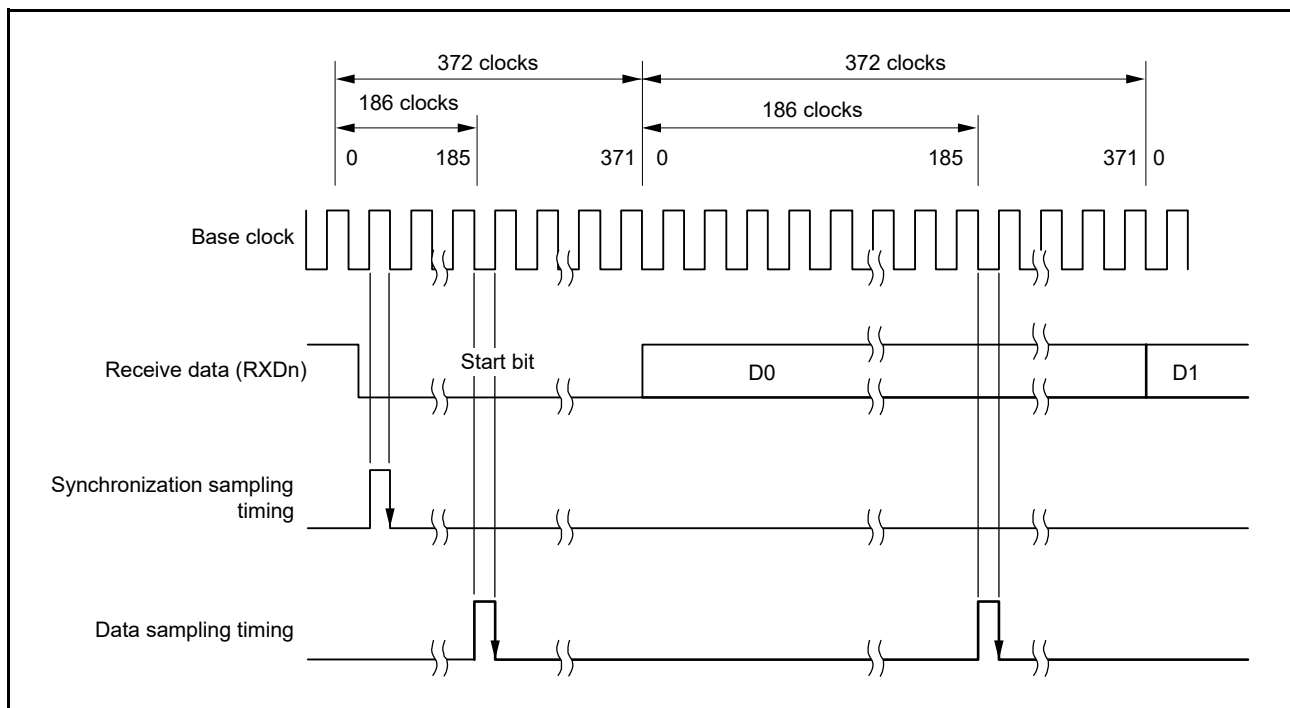 372 clocks 372 clocks
186 clocks 186 clocks
0 185 371 0 185 371 0
Base clock
Receive data (RXDn) Start bit D0 D1
Synchronization sampling
timing
Data sampling timing